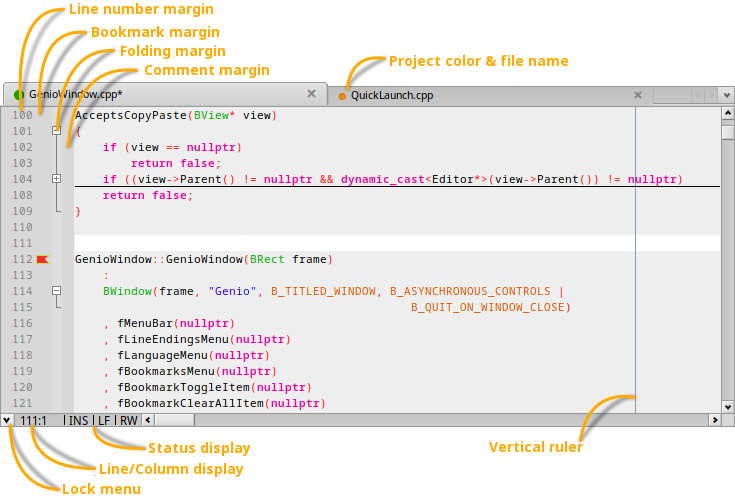 Line number margin
Bookmark margin
Folding margin
Comment margin
Project color & file name
GenioWindow.cpp*
QuickLaunch.cpp
100 AcceptsCopyPaste(BView* view)
101 {
102 if (view == nullptr)
103 return false;
104 if ((view->Parent() != nullptr && dynamic_cast<Editor*>(view->Parent()) != nullptr)
108 return false;
109 }
110
111
112 GenioWindow::GenioWindow(BRect frame)
113 :
114 BWindow(frame, "Genio", B_TITLED_WINDOW, B_ASYNCHRONOUS_CONTROLS |
115 B_QUIT_ON_WINDOW_CLOSE)
116 , fMenuBar(nullptr)
117 , fLineEndingsMenu(nullptr)
118 , fLanguageMenu(nullptr)
119 , fBookmarksMenu(nullptr)
120 , fBookmarkToggleItem(nullptr)
121 , fBookmarkClearAllItem(nullptr)
111:1 | INS | LF | RW
Status display
Vertical ruler
Line/Column display
Lock menu